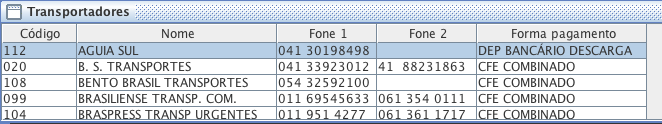 Transportadores
Código Nome Fone 1 Fone 2 Forma pagamento
112 AGUIA SUL 041 30198498 DEP BANCÁRIO DESCARGA
020 B. S. TRANSPORTES 041 33923012 41 88231863 CFE COMBINADO
108 BENTO BRASIL TRANSPORTES 054 32592100 CFE COMBINADO
099 BRASILIENSE TRANSP. COM. 011 69545633 061 354 0111 CFE COMBINADO
104 BRASPRESS TRANSP URGENTES 011 951 4277 061 361 1717 CFE COMBINADO